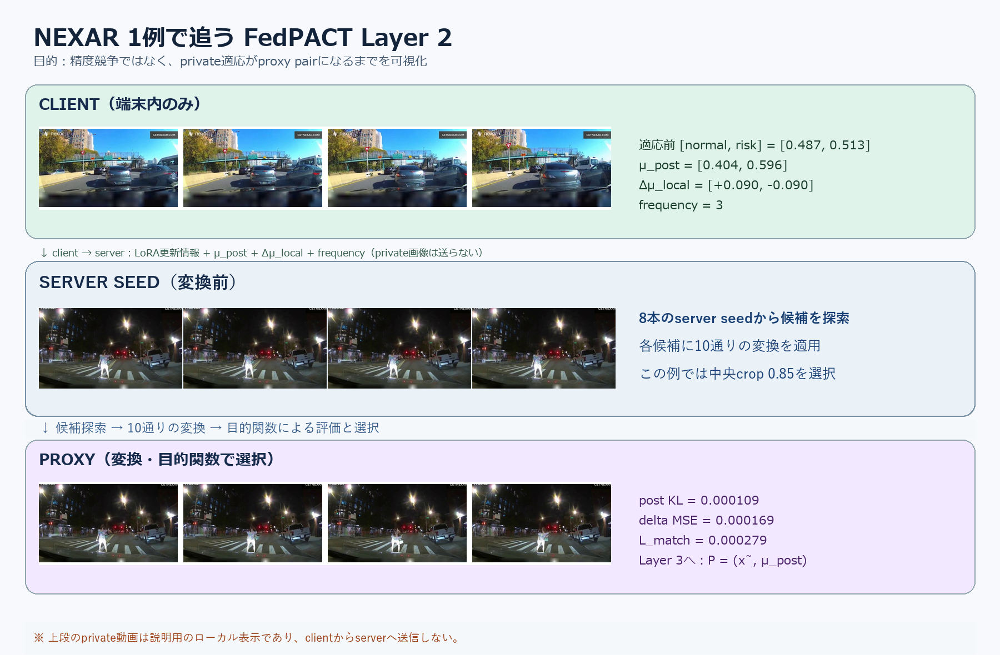 NEXAR 1例で追う FedPACT Layer 2
目的：精度競争ではなく、private適応がproxy pairになるまでを可視化
CLIENT（端末内のみ）
nexar GETNEXAR.COM nexar GETNEXAR.COM nexar GETNEXAR.COM nexar GETNEXAR.COM
適応前 [normal, risk] = [0.487, 0.513]
μ_post = [0.404, 0.596]
Δμ_local = [+0.090, -0.090]
frequency = 3
↓ client → server：LoRA更新情報 + μ_post + Δμ_local + frequency（private画像は送らない）
SERVER SEED（変換前）
8本のserver seedから候補を探索
各候補に10通りの変換を適用
この例では中央crop 0.85を選択
↓ 候補探索 → 10通りの変換 → 目的関数による評価と選択
PROXY（変換・目的関数で選択）
post KL = 0.000109
delta MSE = 0.000169
L_match = 0.000279
Layer 3へ：P = (x˜, μ_post)
※ 上段のprivate動画は説明用のローカル表示であり、clientからserverへ送信しない。